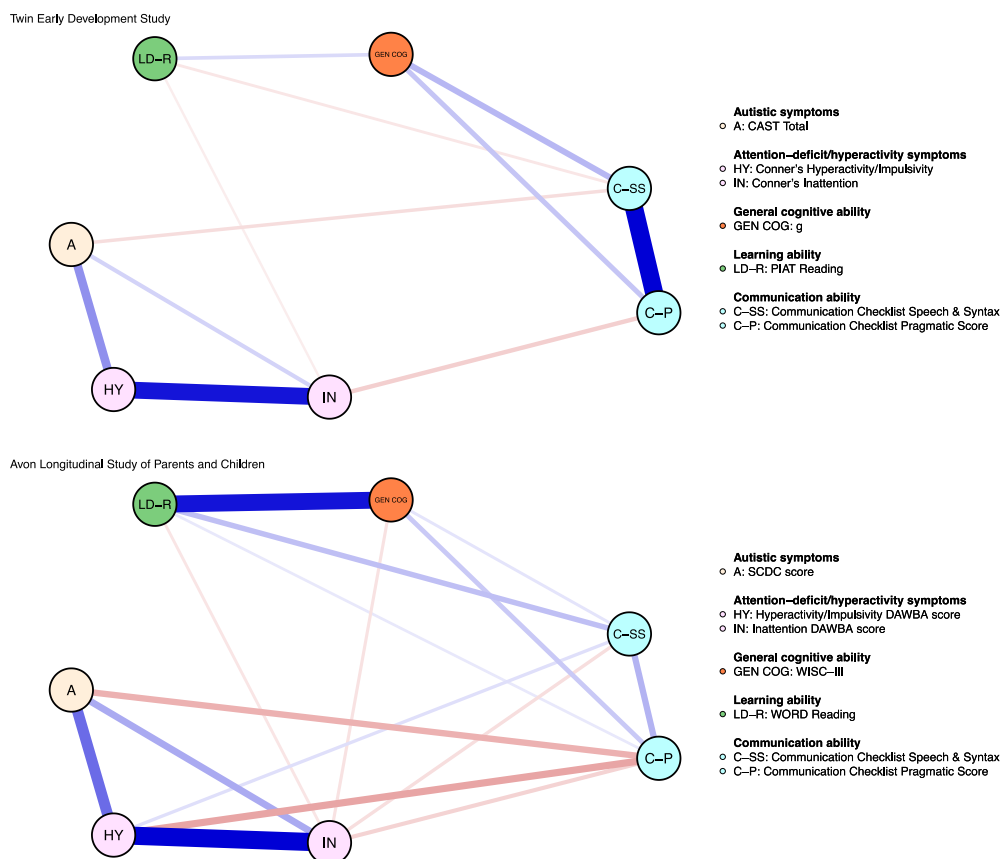 Twin Early Development Study
LD–R
GEN COG
C–SS
A
C–P
HY
IN
Autistic symptoms
A: CAST Total
Attention–deficit/hyperactivity symptoms
HY: Conner's Hyperactivity/Impulsivity
IN: Conner's Inattention
General cognitive ability
GEN COG: g
Learning ability
LD–R: PIAT Reading
Communication ability
C–SS: Communication Checklist Speech & Syntax
C–P: Communication Checklist Pragmatic Score
Avon Longitudinal Study of Parents and Children
LD–R
GEN COG
C–SS
A
C–P
HY
IN
Autistic symptoms
A: SCDC score
Attention–deficit/hyperactivity symptoms
HY: Hyperactivity/Impulsivity DAWBA score
IN: Inattention DAWBA score
General cognitive ability
GEN COG: WISC–III
Learning ability
LD–R: WORD Reading
Communication ability
C–SS: Communication Checklist Speech & Syntax
C–P: Communication Checklist Pragmatic Score